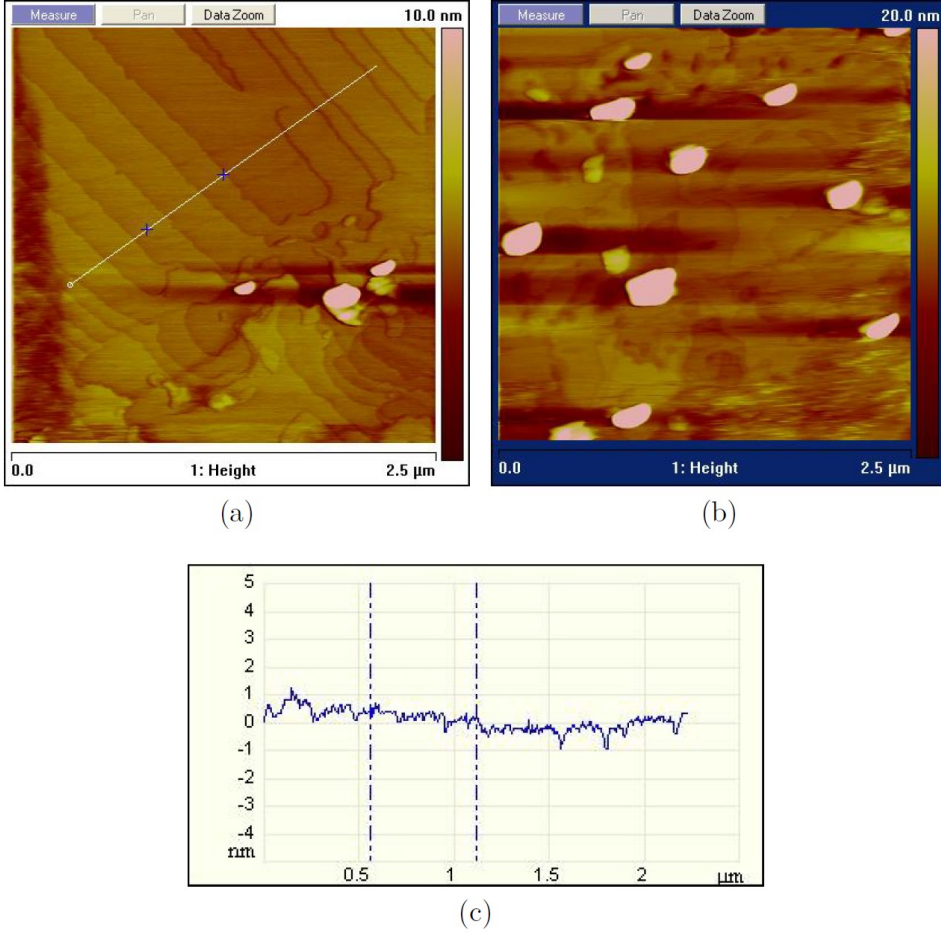 Measure Pan Data Zoom 10.0 nm
0.0 1: Height 2.5 µm
(a)
Measure Pan Data Zoom 20.0 nm
0.0 1: Height 2.5 µm
(b)
5
4
3
2
1
0
-1
-2
-3
-4
nm
0.5 1 1.5 2 µm
(c)